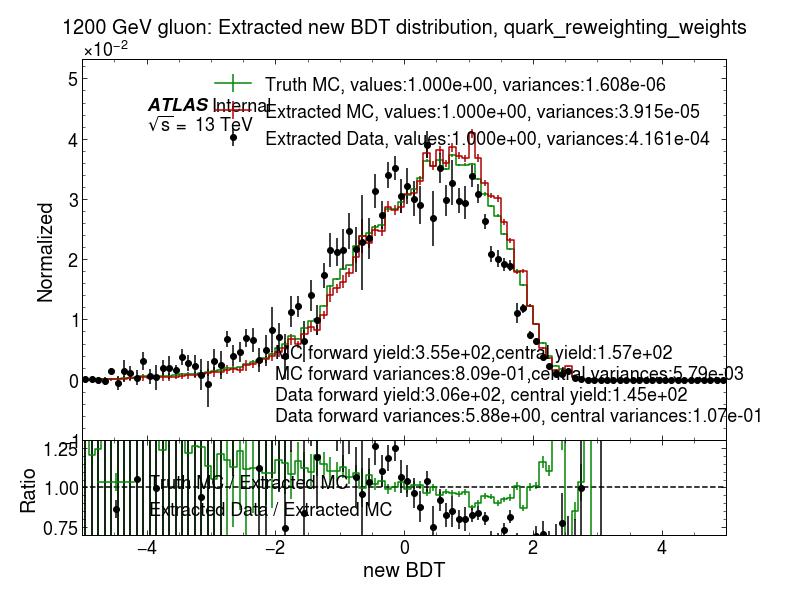 1200 GeV gluon: Extracted new BDT distribution, quark_reweighting_weights
×10⁻²
Truth MC, values:1.000e+00, variances:1.608e-06
ATLAS Internal
Extracted MC, values:1.000e+00, variances:3.915e-05
√s = 13 TeV
Extracted Data, values:1.000e+00, variances:4.161e-04
5
4
3
2
1
0
Normalized
MC forward yield:3.55e+02,central yield:1.57e+02
MC forward variances:8.09e-01,central variances:5.79e-03
Data forward yield:3.06e+02, central yield:1.45e+02
Data forward variances:5.88e+00, central variances:1.07e-01
−1
1.25
1.00
0.75
Ratio
Truth MC / Extracted MC
Extracted Data / Extracted MC
−4 −2 0 2 4
new BDT